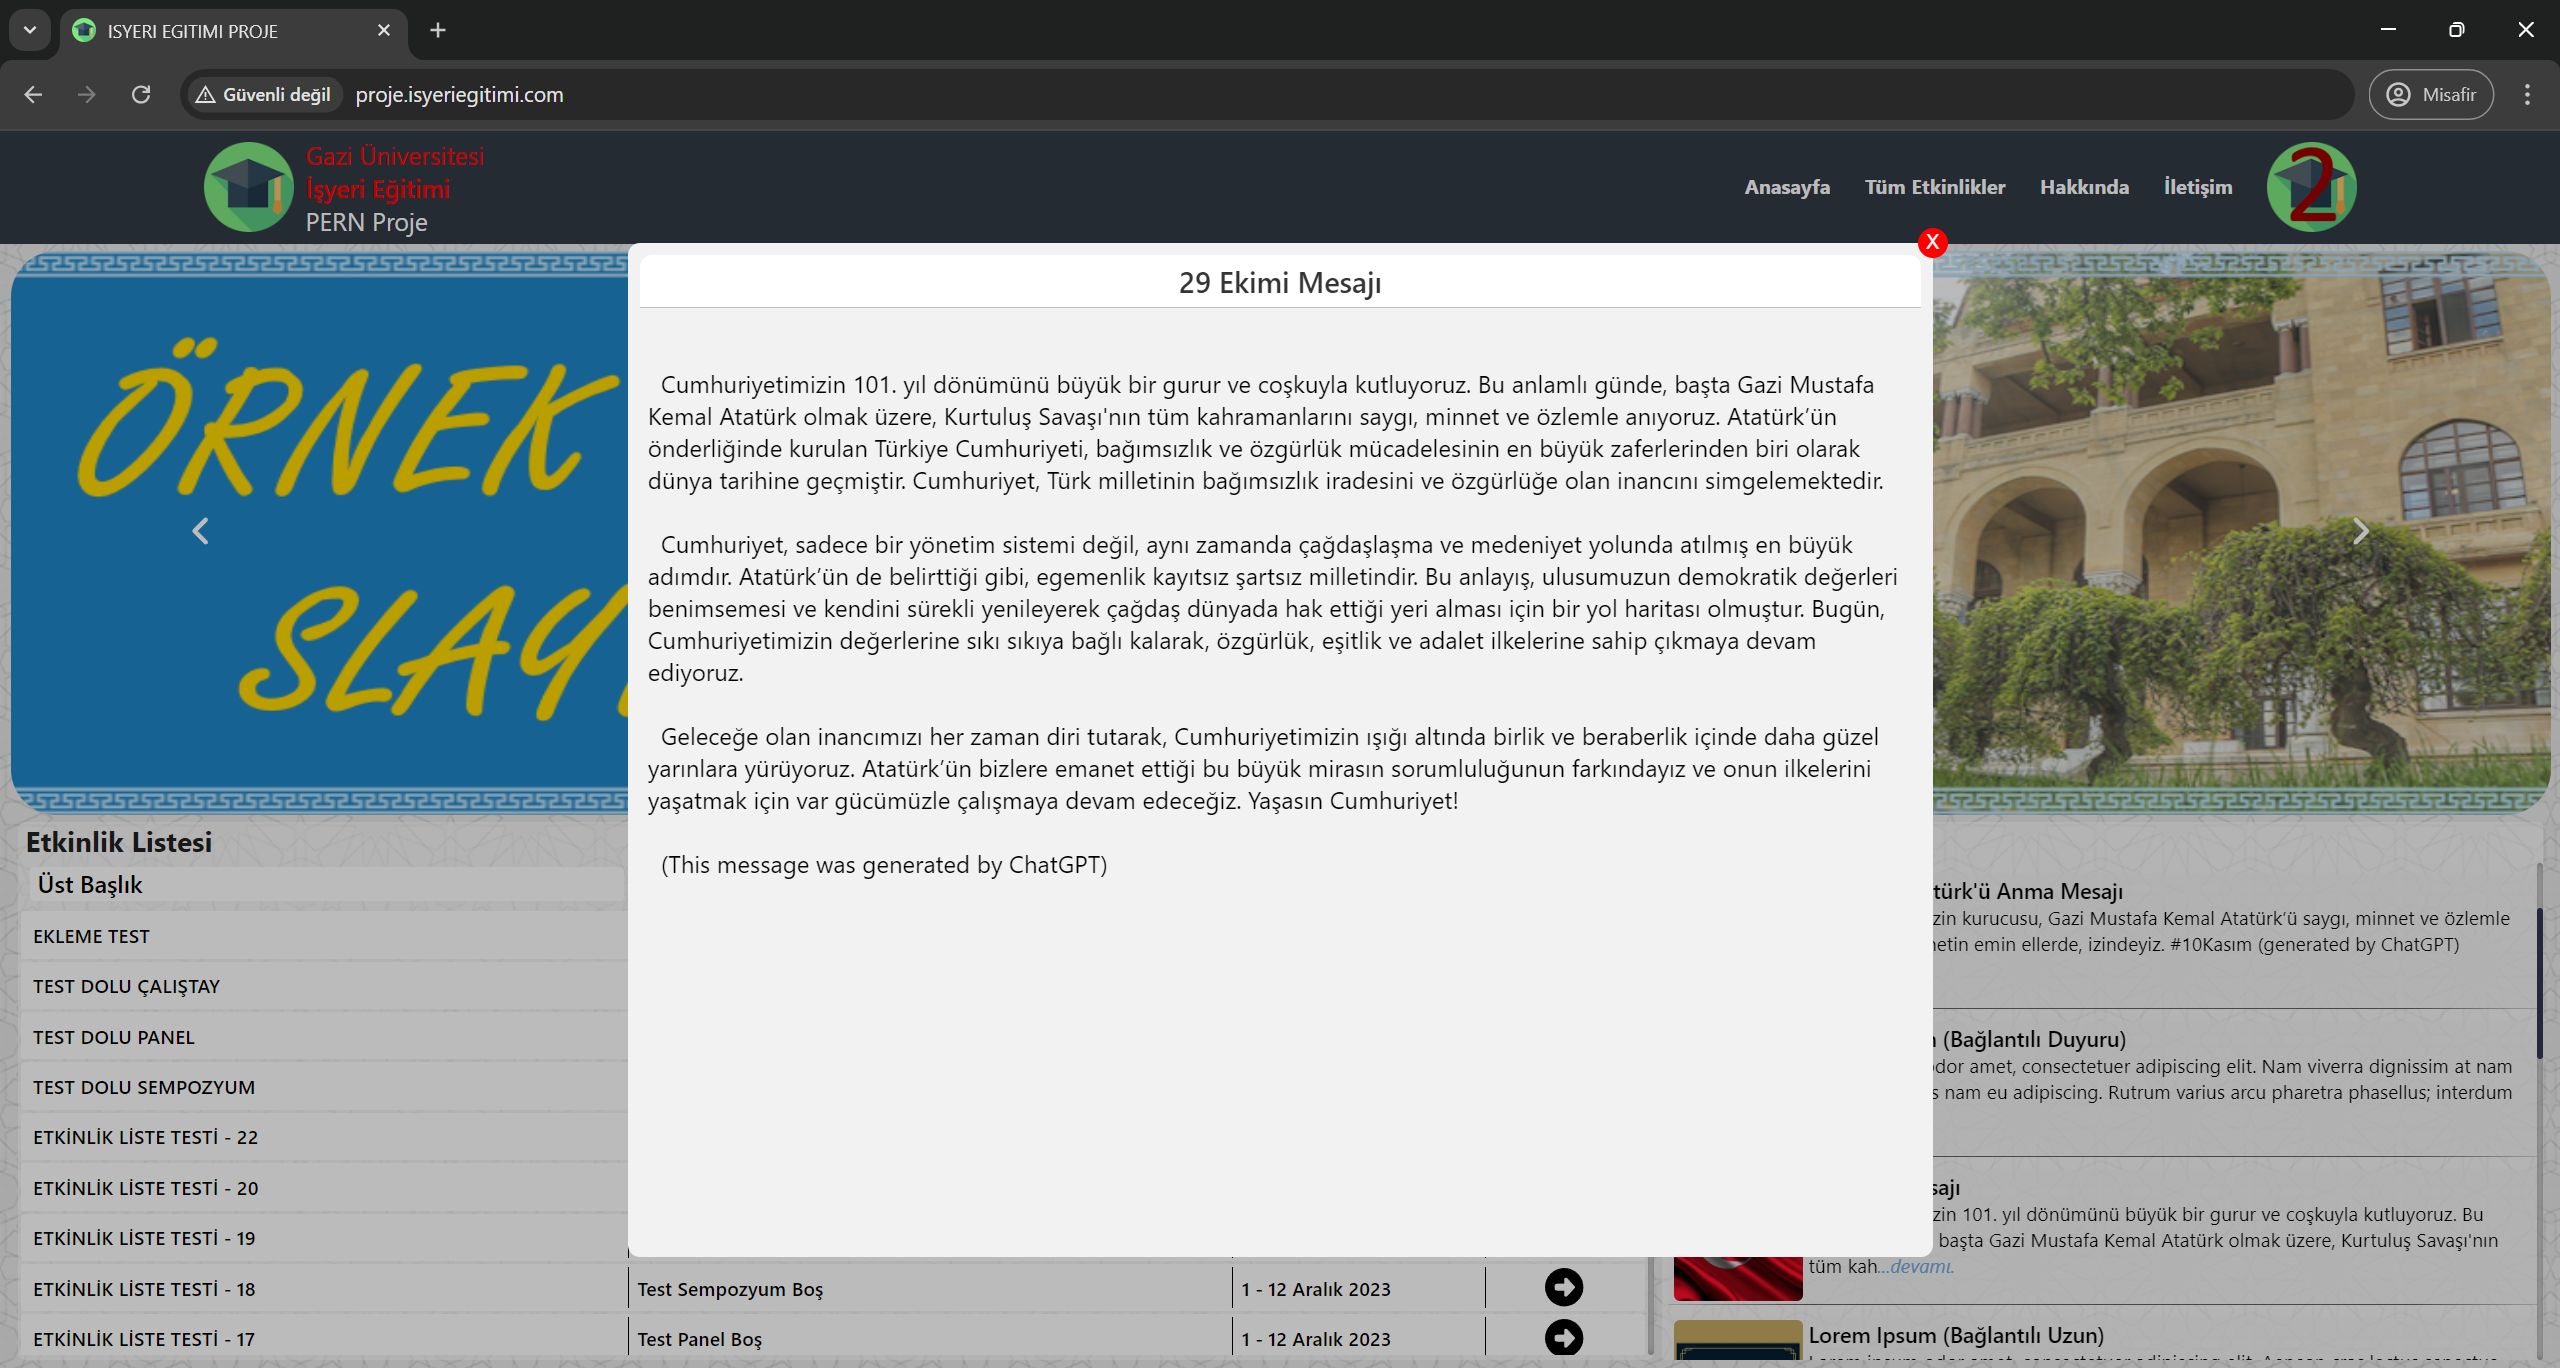 ISYERI EGITIMI PROJE
Güvenli değil
proje.isyeriegitimi.com
Misafir
Gazi Üniversitesi
İşyeri Eğitimi
PERN Proje
Anasayfa
Tüm Etkinlikler
Hakkında
İletişim
2
X
29 Ekimi Mesajı
Cumhuriyetimizin 101. yıl dönümünü büyük bir gurur ve coşkuyla kutluyoruz. Bu anlamlı günde, başta Gazi Mustafa
Kemal Atatürk olmak üzere, Kurtuluş Savaşı'nın tüm kahramanlarını saygı, minnet ve özlemle anıyoruz. Atatürk’ün
önderliğinde kurulan Türkiye Cumhuriyeti, bağımsızlık ve özgürlük mücadelesinin en büyük zaferlerinden biri olarak
dünya tarihine geçmiştir. Cumhuriyet, Türk milletinin bağımsızlık iradesini ve özgürlüğe olan inancını simgelemektedir.
Cumhuriyet, sadece bir yönetim sistemi değil, aynı zamanda çağdaşlaşma ve medeniyet yolunda atılmış en büyük
adımdır. Atatürk’ün de belirttiği gibi, egemenlik kayıtsız şartsız milletindir. Bu anlayış, ulusumuzun demokratik değerleri
benimsemesi ve kendini sürekli yenileyerek çağdaş dünyada hak ettiği yeri alması için bir yol haritası olmuştur. Bugün,
Cumhuriyetimizin değerlerine sıkı sıkıya bağlı kalarak, özgürlük, eşitlik ve adalet ilkelerine sahip çıkmaya devam
ediyoruz.
Geleceğe olan inancımızı her zaman diri tutarak, Cumhuriyetimizin ışığı altında birlik ve beraberlik içinde daha güzel
yarınlara yürüyoruz. Atatürk’ün bizlere emanet ettiği bu büyük mirasın sorumluluğunun farkındayız ve onun ilkelerini
yaşatmak için var gücümüzle çalışmaya devam edeceğiz. Yaşasın Cumhuriyet!
(This message was generated by ChatGPT)
ÖRNEK
SLAY
Etkinlik Listesi
Üst Başlık
EKLEME TEST
TEST DOLU ÇALIŞTAY
TEST DOLU PANEL
TEST DOLU SEMPOZYUM
ETKİNLİK LİSTE TESTİ - 22
ETKİNLİK LİSTE TESTİ - 20
ETKİNLİK LİSTE TESTİ - 19
ETKİNLİK LİSTE TESTİ - 18 Test Sempozyum Boş 1 - 12 Aralık 2023
ETKİNLİK LİSTE TESTİ - 17 Test Panel Boş 1 - 12 Aralık 2023
türk'ü Anma Mesajı
zin kurucusu, Gazi Mustafa Kemal Atatürk’ü saygı, minnet ve özlemle
etin emin ellerde, izindeyiz. #10Kasım (generated by ChatGPT)
(Bağlantılı Duyuru)
dor amet, consectetuer adipiscing elit. Nam viverra dignissim at nam
s nam eu adipiscing. Rutrum varius arcu pharetra phasellus; interdum
sajı
zin 101. yıl dönümünü büyük bir gurur ve coşkuyla kutluyoruz. Bu
başta Gazi Mustafa Kemal Atatürk olmak üzere, Kurtuluş Savaşı'nın
tüm kah...devamı.
Lorem Ipsum (Bağlantılı Uzun)